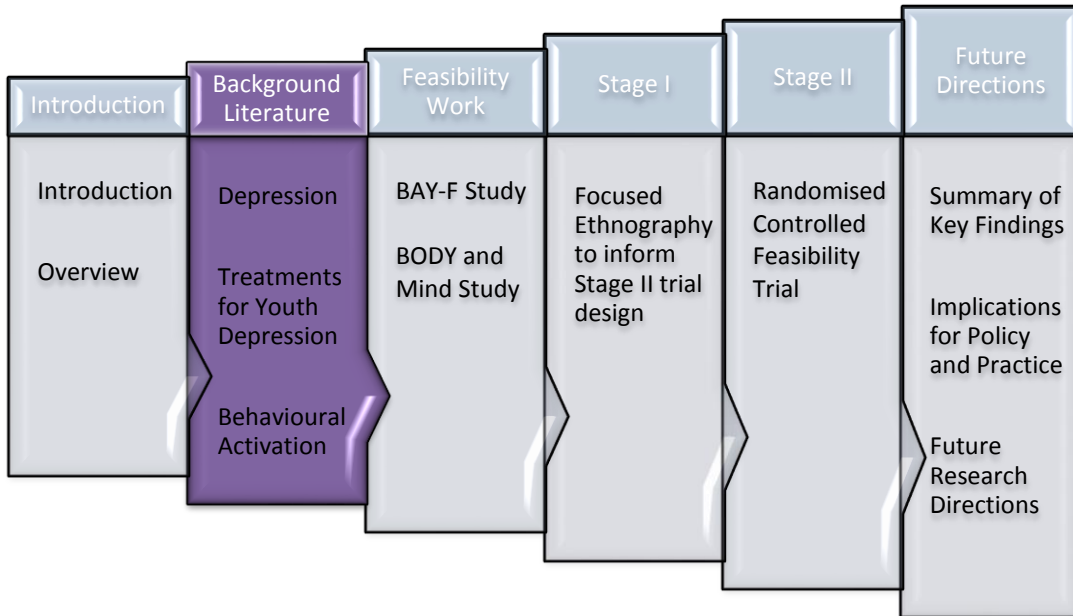 Introduction
Background
Literature
Feasibility
Work
Stage I
Stage II
Future
Directions
Introduction
Overview
Depression
Treatments
for Youth
Depression
Behavioural
Activation
BAY-F Study
BODY and
Mind Study
Focused
Ethnography
to inform
Stage II trial
design
Randomised
Controlled
Feasibility
Trial
Summary of
Key Findings
Implications
for Policy
and Practice
Future
Research
Directions